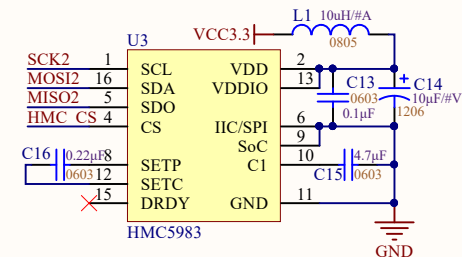 L1 10uH/#A
VCC3.3 0805
U3
SCK2 1 SCL VDD 2
MOSI2 16 SDA VDDIO 13 C13 C14
MISO2 5 SDO 0603 10μF/#V
HMC_CS 4 CS IIC/SPI 6 0.1μF 1206
SoC 9
C16 0.22μF 8 SETP C1 10 4.7μF
0603 12 SETC C15 0603
15 DRDY GND 11
HMC5983
GND